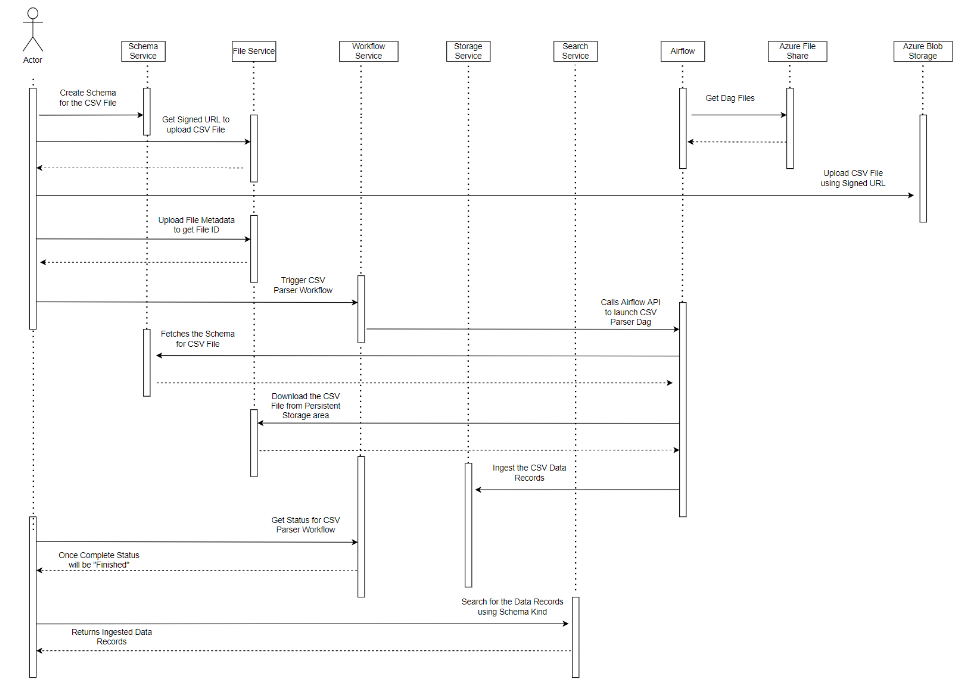 Actor
Schema
Service
File Service
Workflow
Service
Storage
Service
Search
Service
Airflow
Azure File
Share
Azure Blob
Storage
Create Schema
for the CSV File
Get Dag Files
Get Signed URL to
upload CSV File
Upload CSV File
using Signed URL
Upload File Metadata
to get File ID
Trigger CSV
Parser Workflow
Calls Airflow API
to launch CSV
Parser Dag
Fetches the Schema
for CSV File
Download the CSV
File from Persistent
Storage area
Ingest the CSV Data
Records
Get Status for CSV
Parser Workflow
Once Complete Status
will be "Finished"
Search for the Data Records
using Schema Kind
Returns Ingested Data
Records